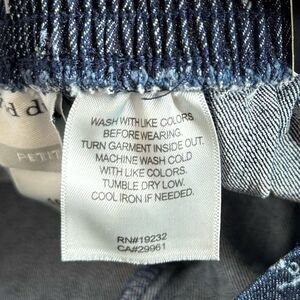 WASH WITH LIKE COLORS
BEFORE WEARING.
TURN GARMENT INSIDE OUT.
MACHINE WASH COLD
WITH LIKE COLORS.
TUMBLE DRY LOW.
COOL IRON IF NEEDED.
RN#19232
CA#29961
PETIT